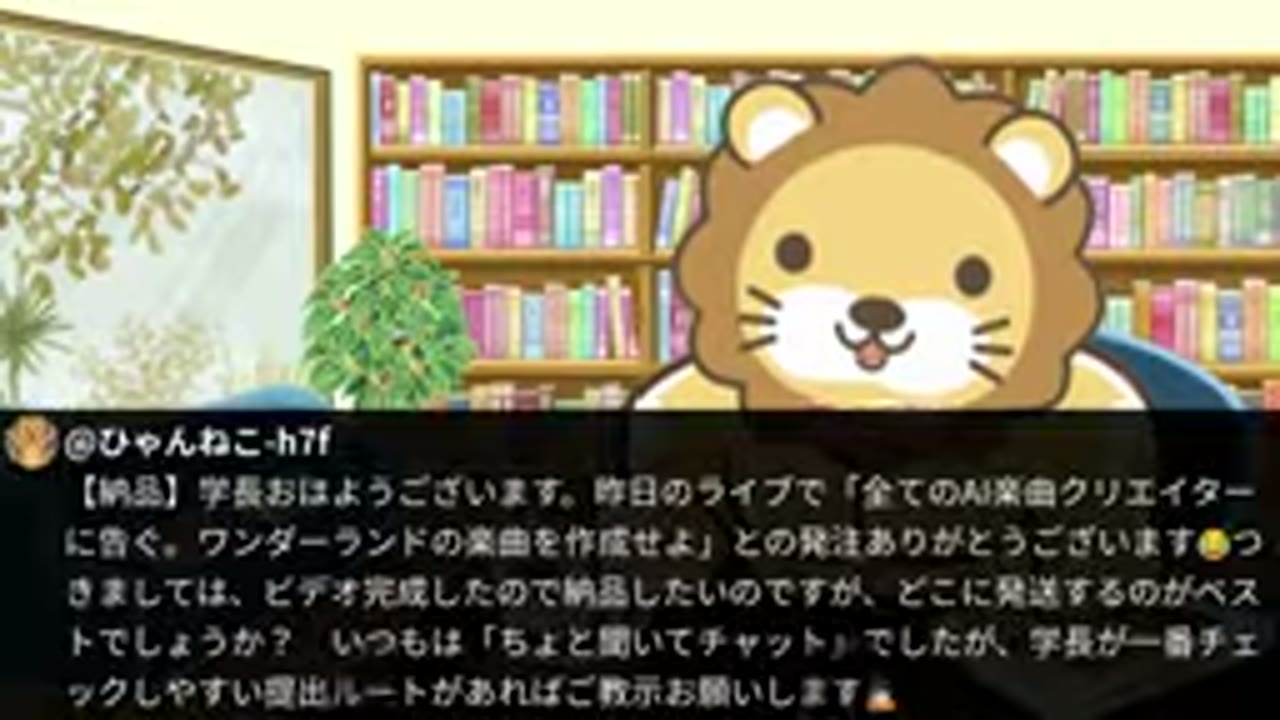 @ひゃんねこ-h7f
【納品】学長おはようございます。昨日のライブで「全てのAI楽曲クリエイター
に告ぐ。ワンダーランドの楽曲を作成せよ」との発注ありがとうございます😭つ
きましては、ビデオ完成したので納品したいのですが、どこに発送するのがベス
トでしょうか？　いつもは「ちょと聞いてチャット」でしたが、学長が一番チェ
ックしやすい提出ルートがあればご教示お願いします🙏